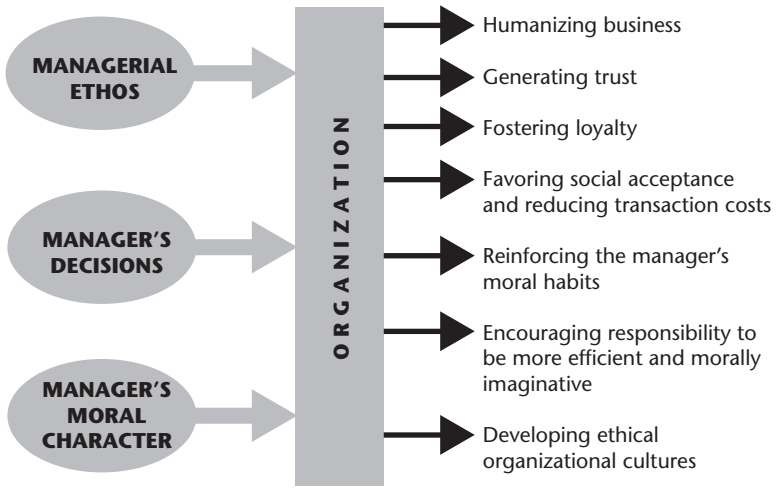 MANAGERIAL
ETHOS
MANAGER'S
DECISIONS
MANAGER'S
MORAL
CHARACTER
ORGANIZATION
Humanizing business
Generating trust
Fostering loyalty
Favoring social acceptance
and reducing transaction costs
Reinforcing the manager's
moral habits
Encouraging responsibility to
be more efficient and morally
imaginative
Developing ethical
organizational cultures